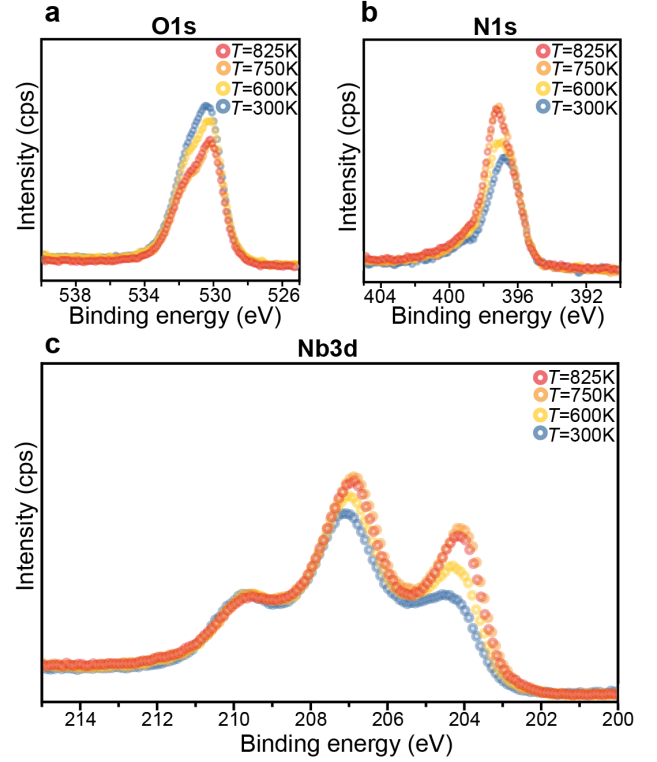 a
O1s
T=825K
T=750K
T=600K
T=300K
Intensity (cps)
538 534 530 526
Binding energy (eV)
b
N1s
T=825K
T=750K
T=600K
T=300K
Intensity (cps)
404 400 396 392
Binding energy (eV)
c
Nb3d
T=825K
T=750K
T=600K
T=300K
Intensity (cps)
214 212 210 208 206 204 202 200
Binding energy (eV)